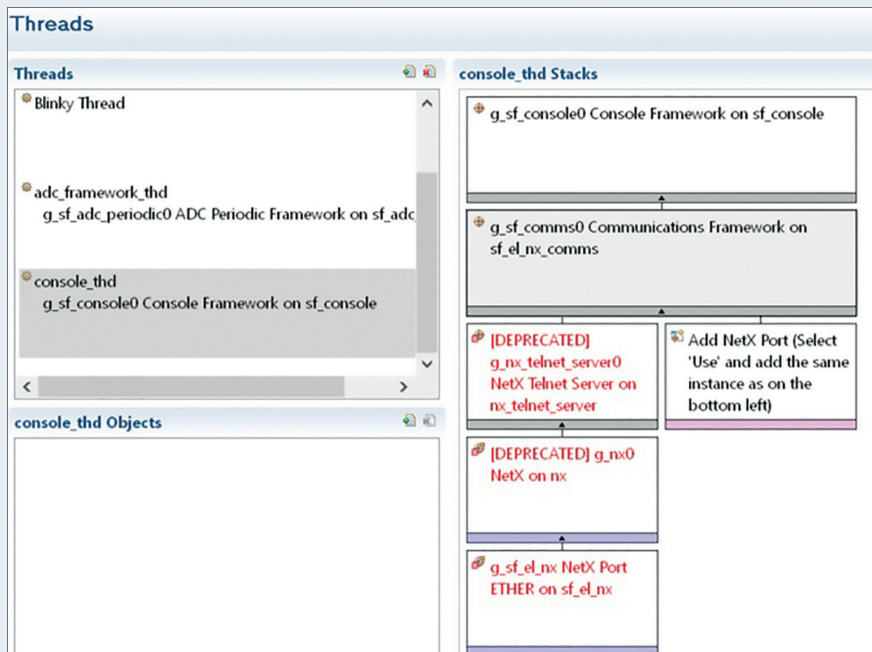 Threads
Threads
Blinky Thread
adc_framework_thd
g_sf_adc_periodic0 ADC Periodic Framework on sf_adc_
console_thd
g_sf_console0 Console Framework on sf_console
console_thd Objects
console_thd Stacks
g_sf_console0 Console Framework on sf_console
g_sf_comms0 Communications Framework on
sf_el_nx_comms
[DEPRECATED]
g_nx_telnet_server0
NetX Telnet Server on
nx_telnet_server
Add NetX Port (Select
'Use' and add the same
instance as on the
bottom left)
[DEPRECATED] g_nx0
NetX on nx
g_sf_el_nx NetX Port
ETHER on sf_el_nx